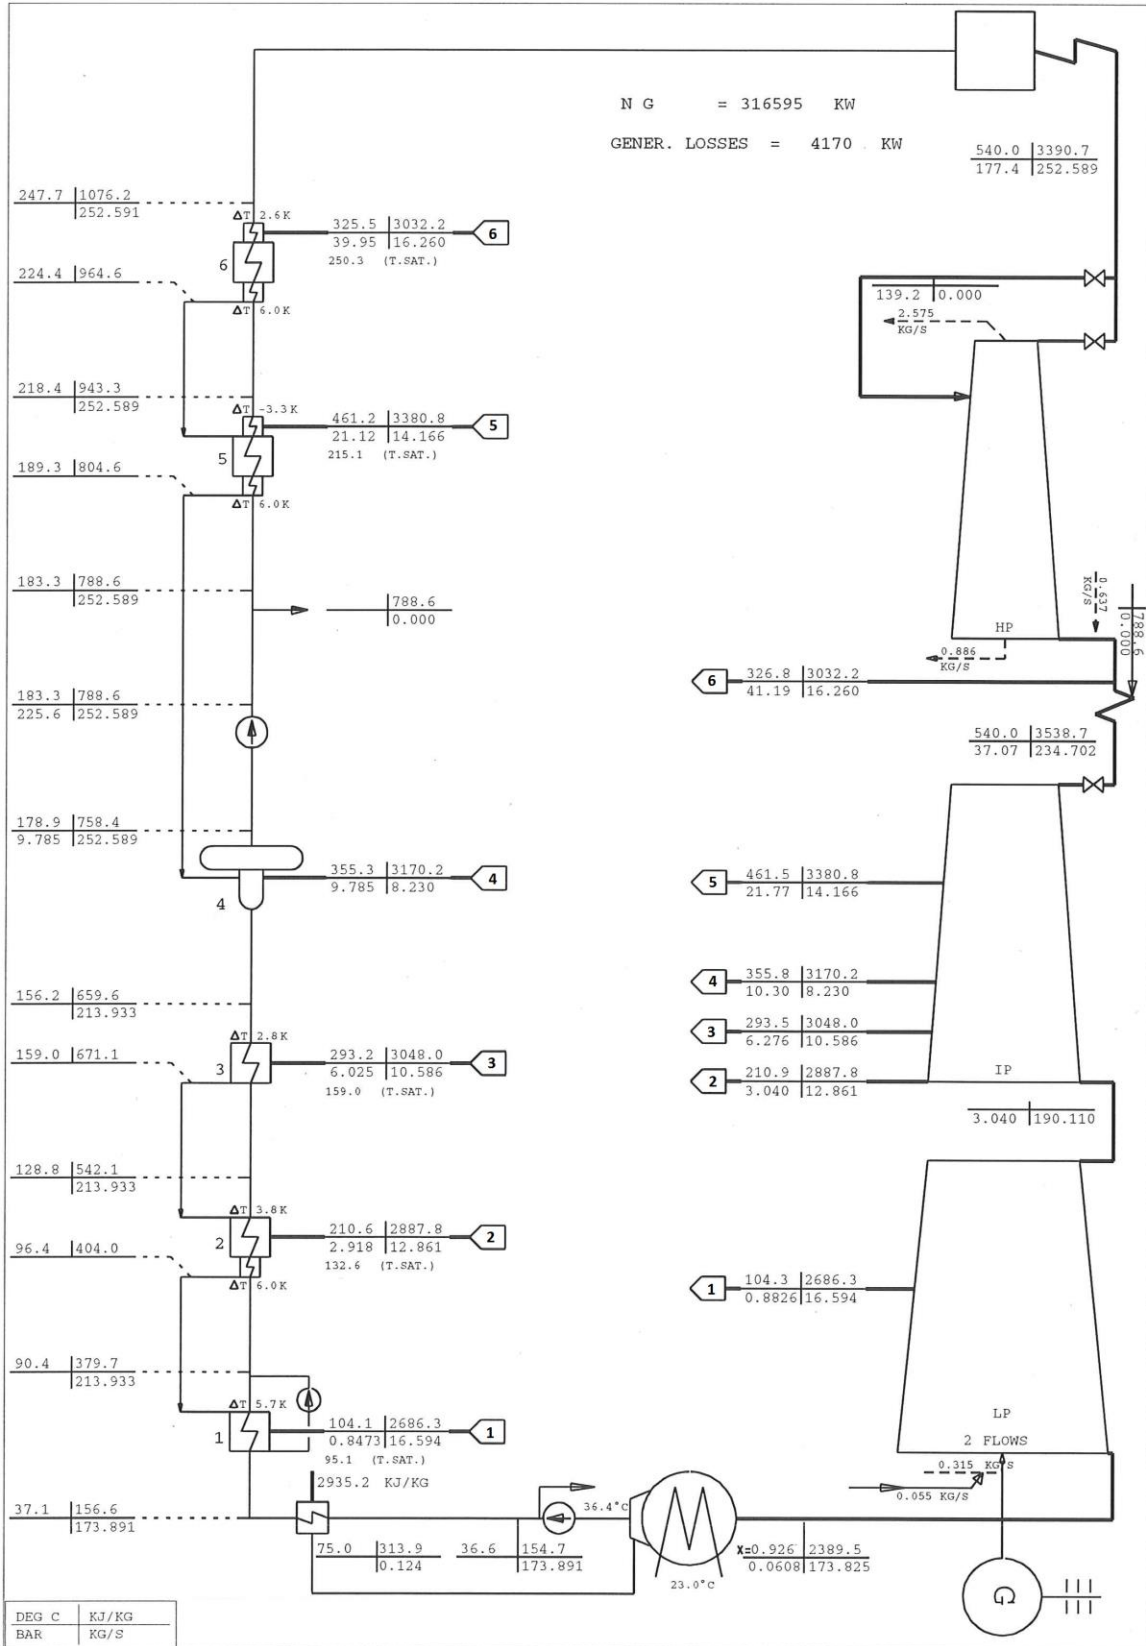 N G = 316595 KW
GENER. LOSSES = 4170 KW
540.0 3390.7
177.4 252.589
247.7 1076.2
252.591
ΔT 2.6K
325.5 3032.2
39.95 16.260
250.3 (T.SAT.)
6
6
224.4 964.6
ΔT 6.0K
139.2 0.000
2.575
KG/S
218.4 943.3
252.589
ΔT -3.3K
461.2 3380.8
21.12 14.166
215.1 (T.SAT.)
5
5
189.3 804.6
ΔT 6.0K
183.3 788.6
252.589
788.6
0.000
HP
0.637
KG/S
788.6
0.000
0.886
KG/S
6
326.8 3032.2
41.19 16.260
183.3 788.6
225.6 252.589
540.0 3538.7
37.07 234.702
178.9 758.4
9.785 252.589
355.3 3170.2
9.785 8.230
4
4
5
461.5 3380.8
21.77 14.166
4
355.8 3170.2
10.30 8.230
156.2 659.6
213.933
3
293.5 3048.0
6.276 10.586
ΔT 2.8K
159.0 671.1
3
293.2 3048.0
6.025 10.586
159.0 (T.SAT.)
3
2
210.9 2887.8
3.040 12.861
IP
3.040 190.110
128.8 542.1
213.933
ΔT 3.8K
2
210.6 2887.8
2.918 12.861
132.6 (T.SAT.)
2
96.4 404.0
ΔT 6.0K
1
104.3 2686.3
0.8826 16.594
90.4 379.7
213.933
ΔT 5.7K
1
104.1 2686.3
0.8473 16.594
95.1 (T.SAT.)
1
LP
2 FLOWS
0.315 KG/S
0.055 KG/S
2935.2 KJ/KG
37.1 156.6
173.891
75.0 313.9
0.124
36.6 154.7
173.891
36.4°C
23.0°C
X=0.926 2389.5
0.0608 173.825
G
DEG C KJ/KG
BAR KG/S